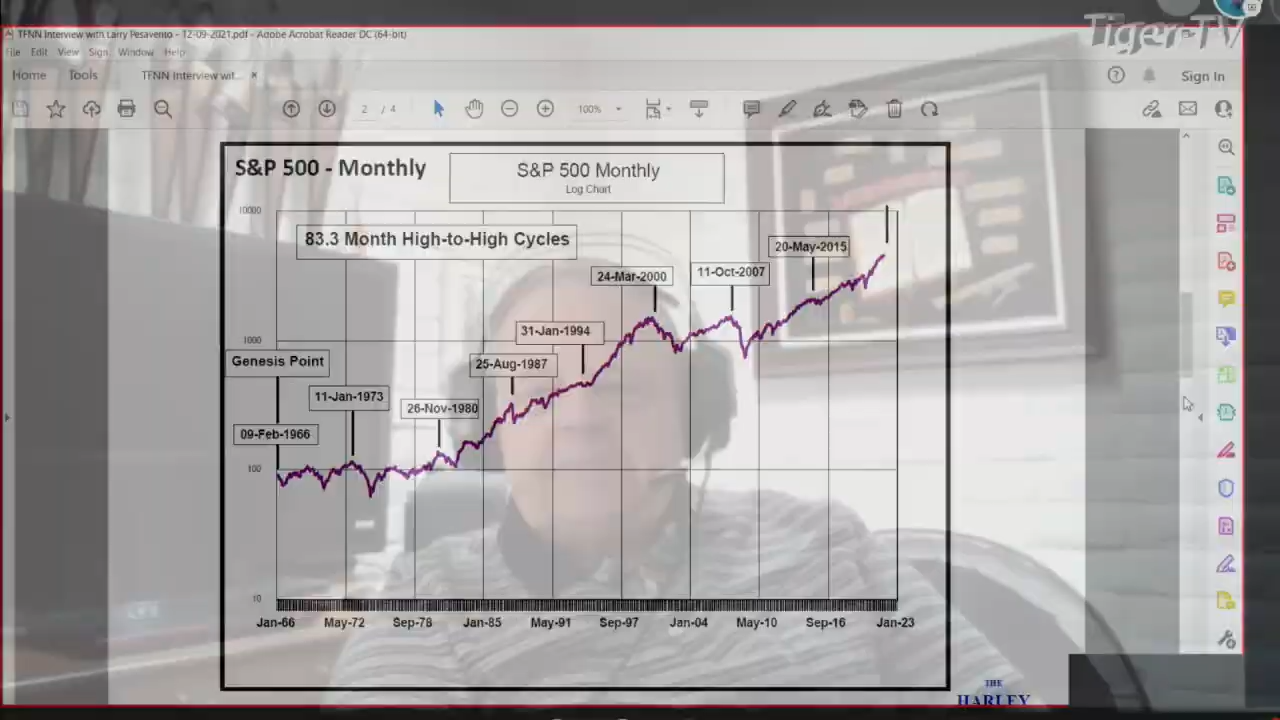 Tiger-TV
TFNN Interview with Larry Pesavento - 12-09-2021.pdf - Adobe Acrobat Reader DC (64-bit)
File Edit View Sign Window Help
Home Tools TFNN Interview wit... × Sign In
2 / 4 100%
S&P 500 - Monthly
S&P 500 Monthly
Log Chart
10000
83.3 Month High-to-High Cycles
20-May-2015
24-Mar-2000
11-Oct-2007
31-Jan-1994
1000
Genesis Point
25-Aug-1987
11-Jan-1973
26-Nov-1980
09-Feb-1966
100
10
Jan-66 May-72 Sep-78 Jan-85 May-91 Sep-97 Jan-04 May-10 Sep-16 Jan-23
THE
HARLEY